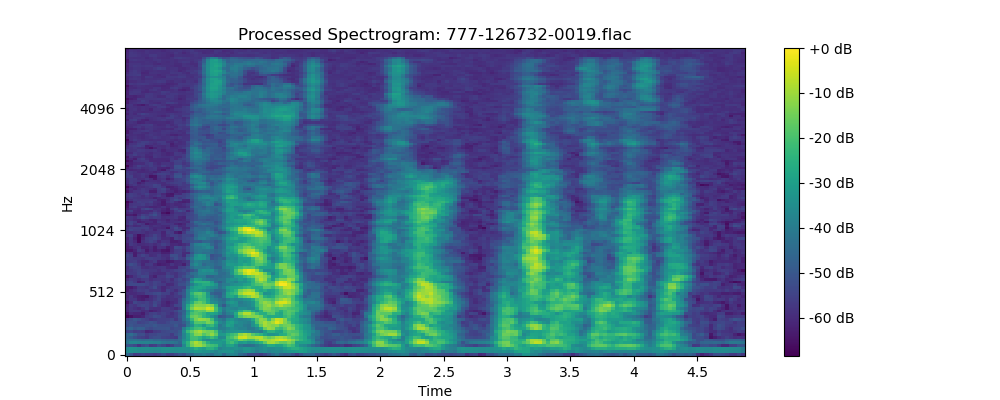 Processed Spectrogram: 777-126732-0019.flac
+0 dB
-10 dB
-20 dB
-30 dB
-40 dB
-50 dB
-60 dB
4096
2048
1024
512
0
Hz
0 0.5 1 1.5 2 2.5 3 3.5 4 4.5
Time